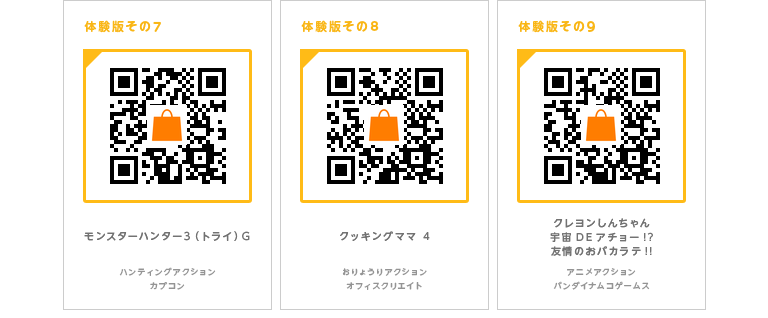 体験版その7
モンスターハンター3（トライ）G
ハンティングアクション
カプコン
体験版その8
クッキングママ 4
おりょうりアクション
オフィスクリエイト
体験版その9
クレヨンしんちゃん
宇宙DEアチョー!?
友情のおバカラテ!!
アニメアクション
バンダイナムコゲームス